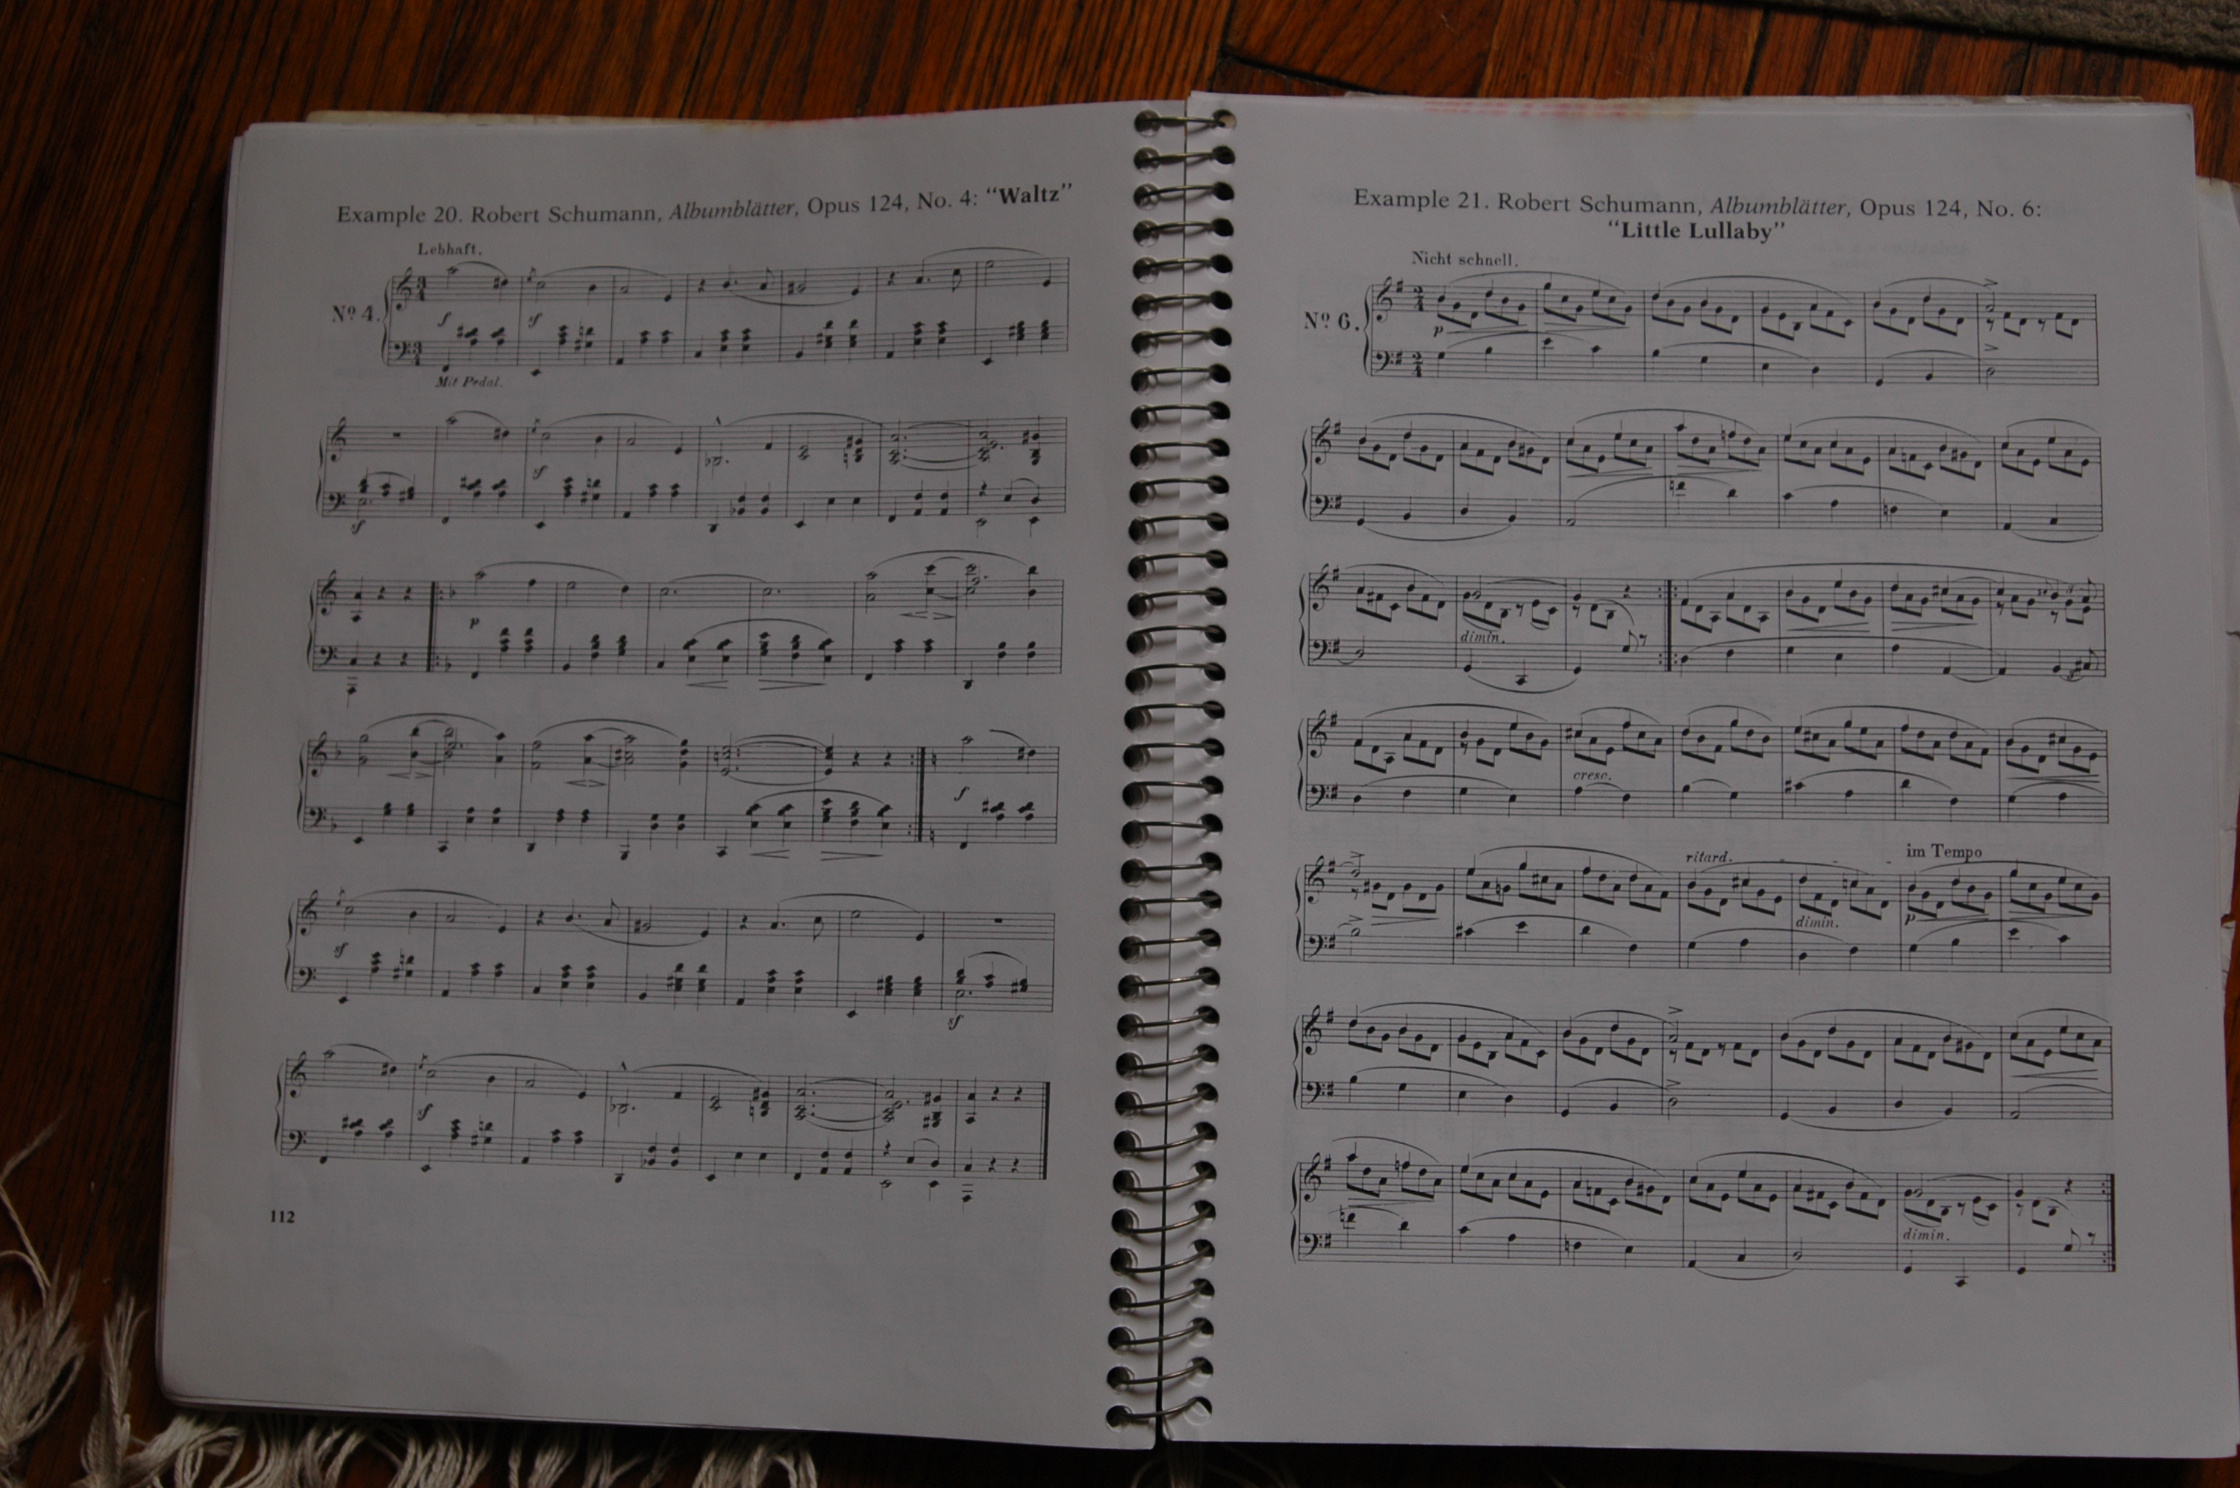 Example 20. Robert Schumann, Albumblätter, Opus 124, No. 4: “Waltz”
Lebhaft.
Nº 4.
f
sf
Mit Pedal.
sf
sf
p
f
sf
sf
sf
112
Example 21. Robert Schumann, Albumblätter, Opus 124, No. 6:
“Little Lullaby”
Nicht schnell.
Nº 6.
p
dimin.
cresc.
ritard.
im Tempo
dimin.
p
dimin.